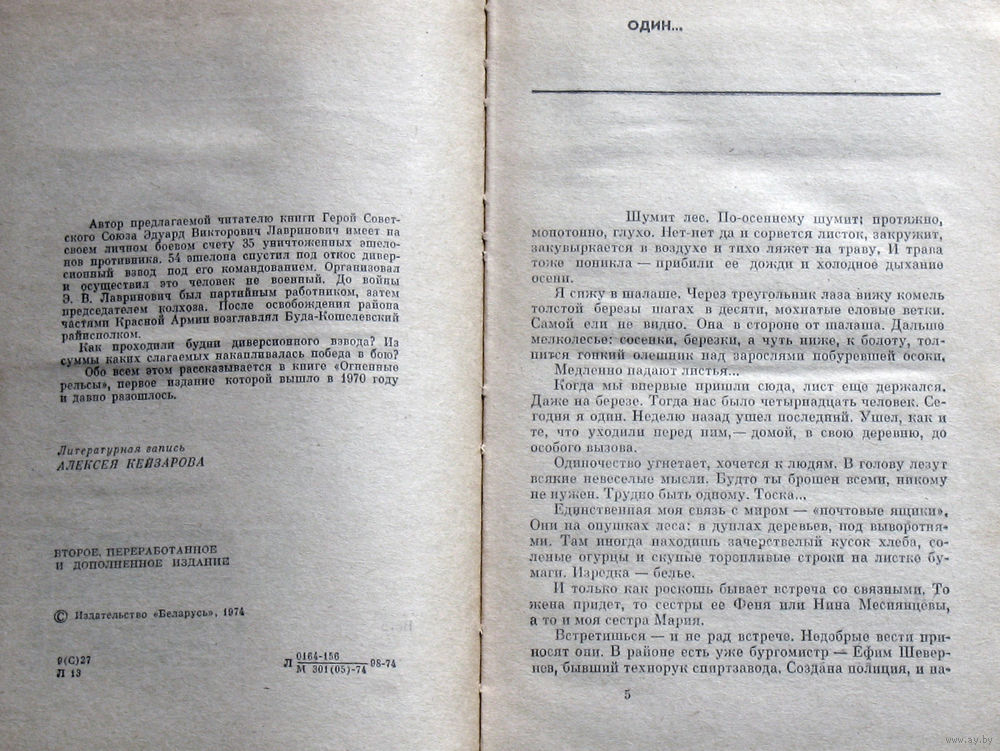 Автор предлагаемой читателю книги Герой Совет-
ского Союза Эдуард Викторович Лавринович имеет на
своем личном боевом счету 35 уничтоженных эшело-
нов противника. 54 эшелона спустил под откос дивер-
сионный взвод под его командованием. Организовал
и осуществил это человек не военный. До войны
Э. В. Лавринович был партийным работником, затем
председателем колхоза. После освобождения района
частями Красной Армии возглавлял Буда-Кошелевский
райисполком.
Как проходили будни диверсионного взвода? Из
суммы каких слагаемых накапливалась победа в бою?
Обо всем этом рассказывается в книге «Огненные
рельсы», первое издание которой вышло в 1970 году
и давно разошлось.
Литературная запись
АЛЕКСЕЯ КЕЙЗАРОВА
ВТОРОЕ, ПЕРЕРАБОТАННОЕ
И ДОПОЛНЕННОЕ ИЗДАНИЕ
© Издательство «Беларусь», 1974
9(С)27
Л 13
Л 0164-156 98-74
М 301(05)-74
ОДИН...
Шумит лес. По-осеннему шумит: протяжно,
монотонно, глухо. Нет-нет да и сорвется листок, закружит,
закувыркается в воздухе и тихо ляжет на траву. И трава
тоже поникла — прибили ее дожди и холодное дыхание
осени.
Я сижу в шалаше. Через треугольник лаза вижу комель
толстой березы шагах в десяти, мохнатые еловые ветки.
Самой ели не видно. Она в стороне от шалаша. Дальше
мелколесье: сосенки, березки, а чуть ниже, к болоту, тол-
пится гонкий олешник над зарослями побуревшей осоки.
Медленно падают листья...
Когда мы впервые пришли сюда, лист еще держался.
Даже на березе. Тогда нас было четырнадцать человек. Се-
годня я один. Неделю назад ушел последний. Ушел, как и
те, что уходили перед ним,— домой, в свою деревню, до
особого вызова.
Одиночество угнетает, хочется к людям. В голову лезут
всякие невеселые мысли. Будто ты брошен всеми, никому
не нужен. Трудно быть одному. Тоска...
Единственная моя связь с миром — «почтовые ящики».
Они на опушках леса: в дуплах деревьев, под выворотня-
ми. Там иногда находишь зачерствелый кусок хлеба, со-
леные огурцы и скупые торопливые строки на листке бу-
маги. Изредка — белье.
И только как роскошь бывает встреча со связными. То
жена придет, то сестры ее Феня или Нина Месиянцевы,
а то и моя сестра Мария.
Встретишься — и не рад встрече. Недобрые вести при-
носят они. В районе есть уже бургомистр — Ефим Шевер-
нев, бывший технорук спиртзавода. Создана полиция, и на-
5
www.ay.by